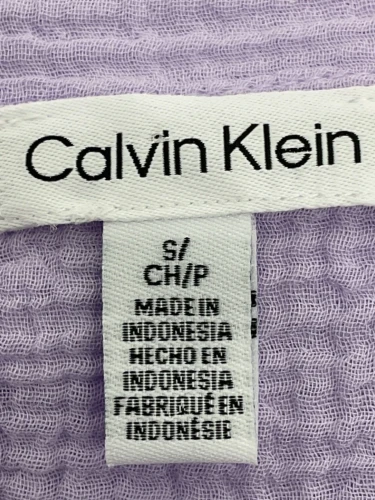 Calvin Klein
S/
CH/P
MADE IN
INDONESIA
HECHO EN
INDONESIA
FABRIQUÉ EN
INDONÉSIE